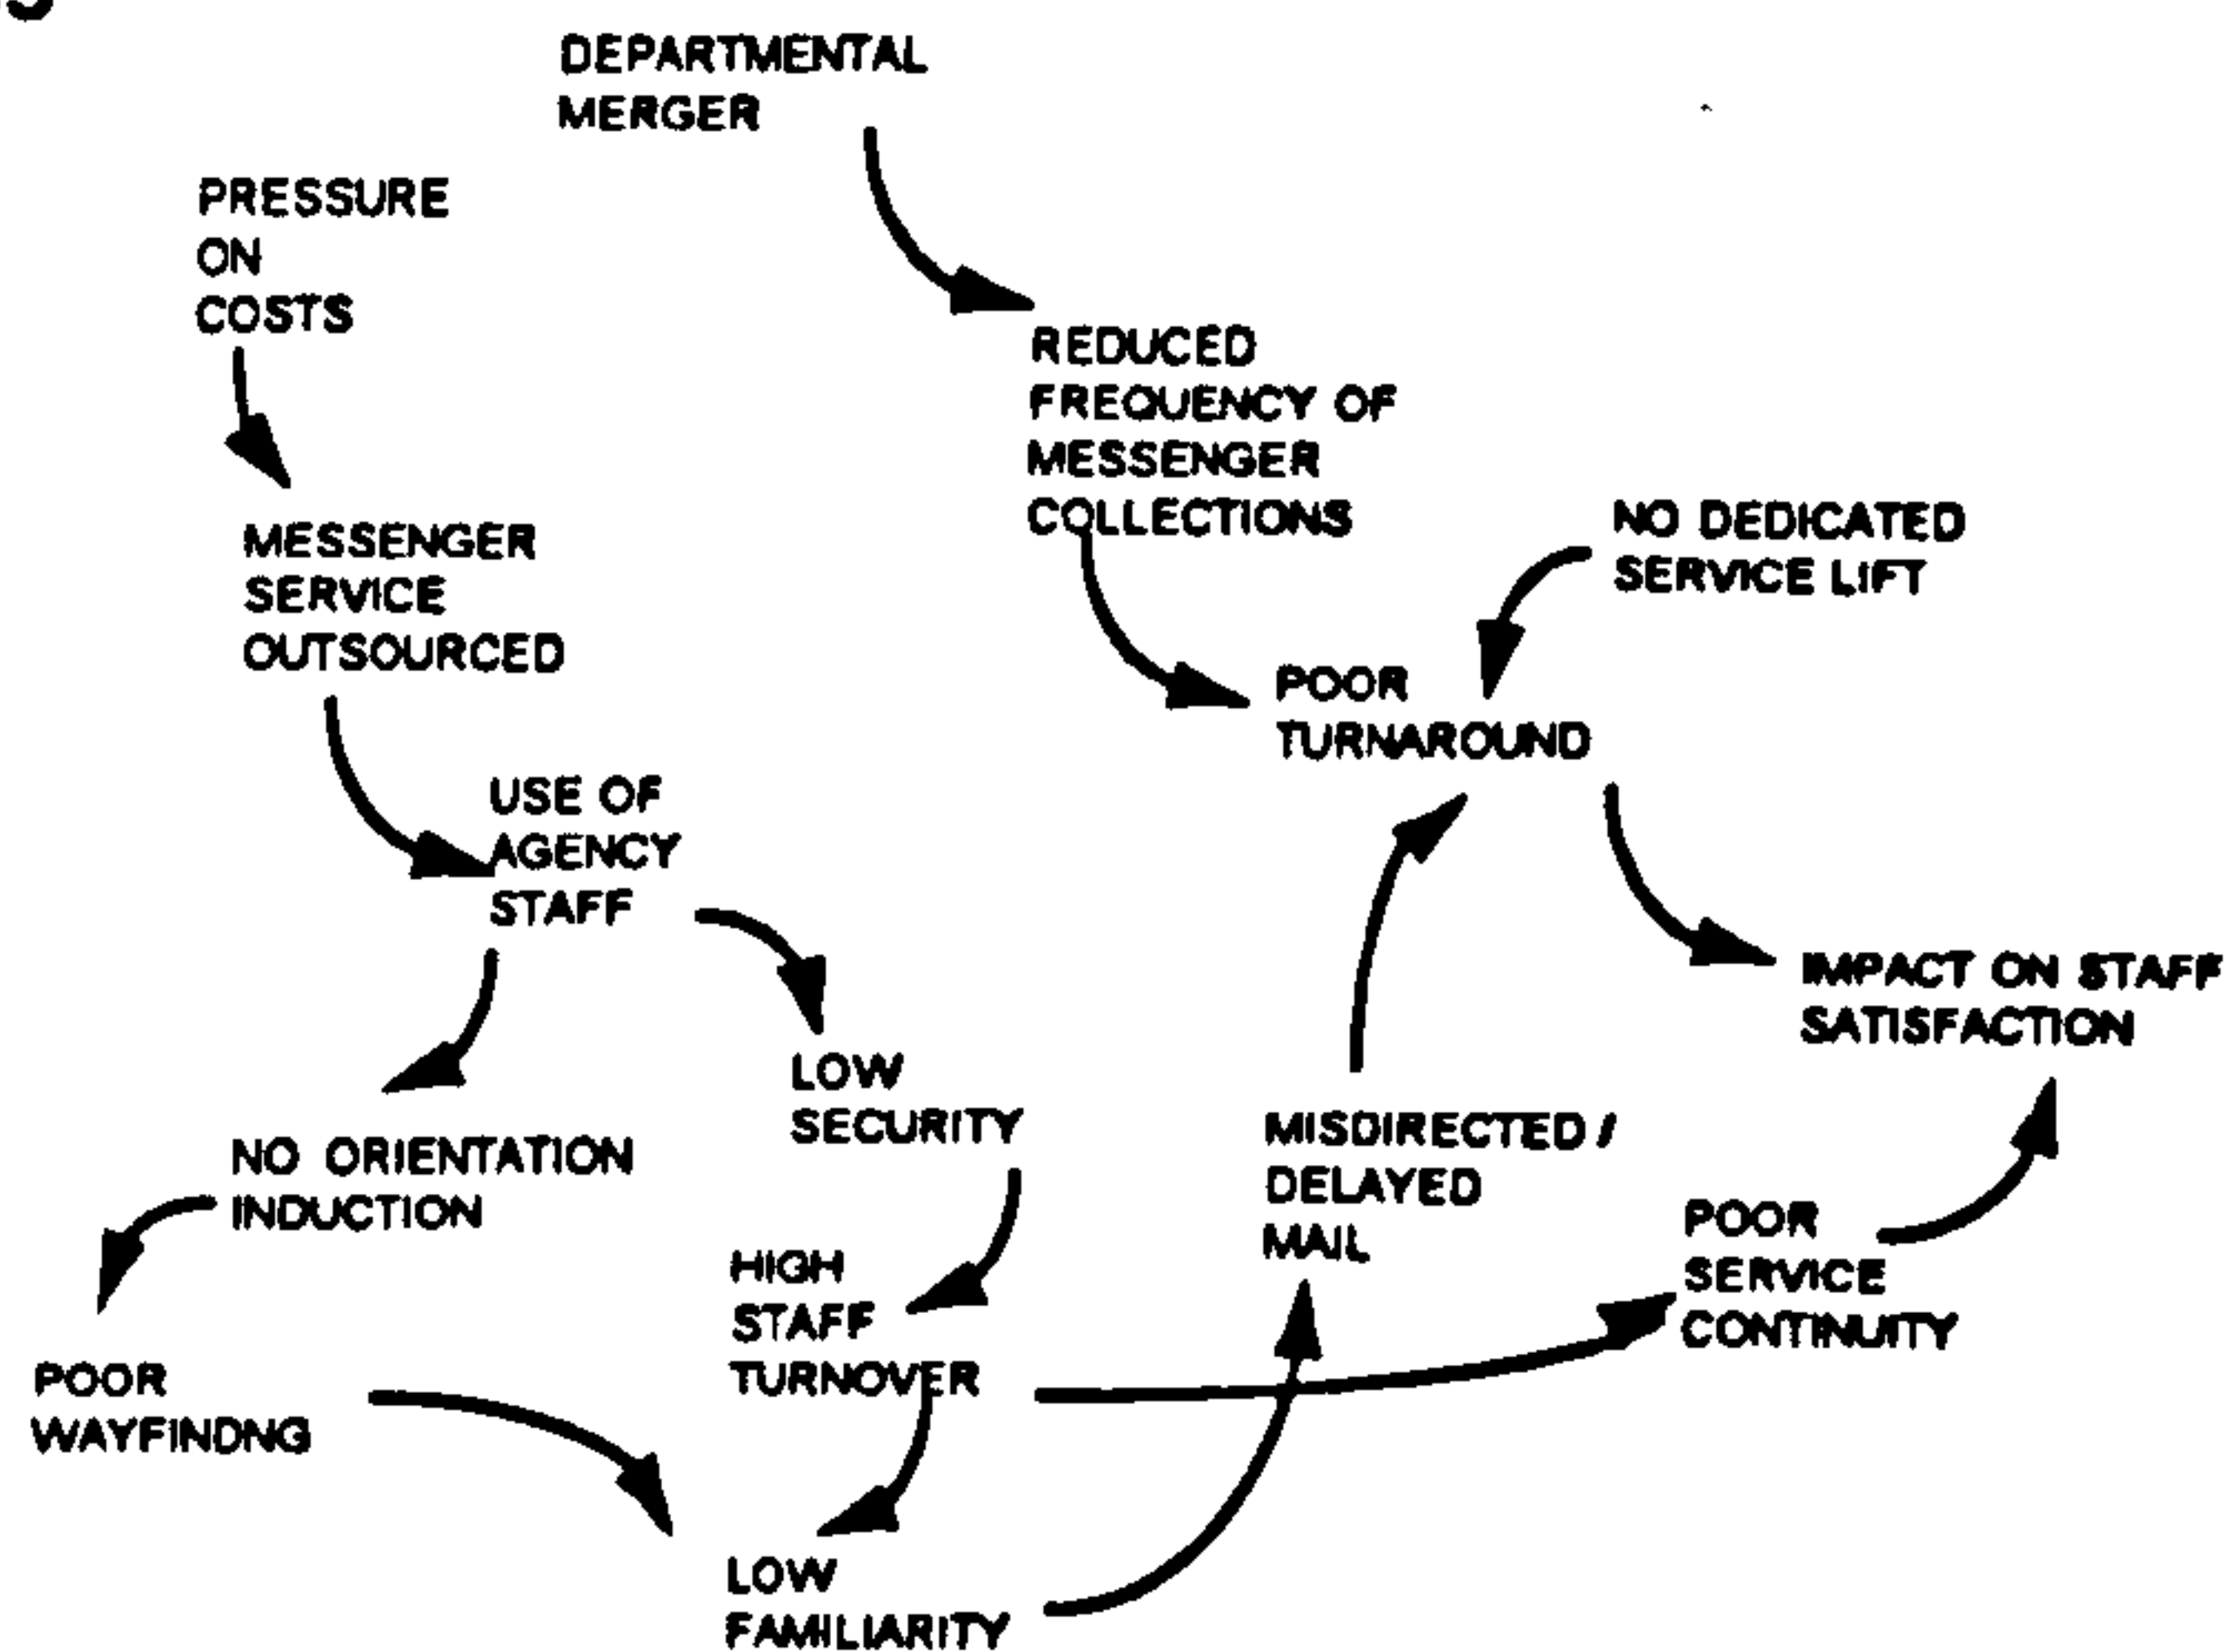 DEPARTMENTAL
MERGER
PRESSURE
ON
COSTS
REDUCED
FREQUENCY OF
MESSENGER
COLLECTIONS
NO DEDICATED
SERVICE LIFT
MESSENGER
SERVICE
OUTSOURCED
POOR
TURNAROUND
USE OF
AGENCY
STAFF
IMPACT ON STAFF
SATISFACTION
LOW
SECURITY
MISDIRECTED /
DELAYED
MAIL
NO ORIENTATION
INDUCTION
POOR
SERVICE
CONTINUITY
HIGH
STAFF
TURNOVER
POOR
WAYFINDNG
LOW
FAMILIARITY